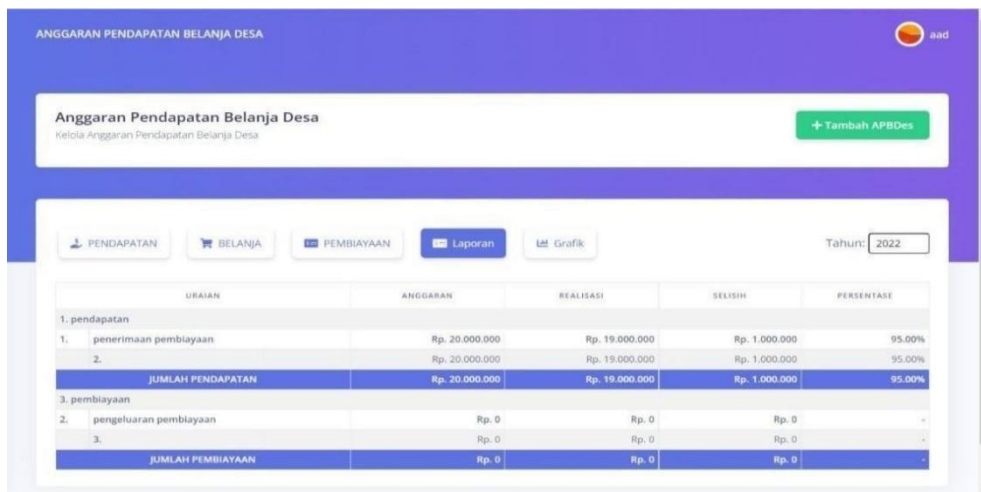 ANGGARAN PENDAPATAN BELANJA DESA aad
Anggaran Pendapatan Belanja Desa
Kelola Anggaran Pendapatan Belanja Desa
+ Tambah APBDes
PENDAPATAN BELANJA PEMBIAYAAN Laporan Grafik Tahun: 2022
URAIAN ANGGARAN REALISASI SELISIH PERSENTASE
1. pendapatan
1. penerimaan pembiayaan Rp. 20.000.000 Rp. 19.000.000 Rp. 1.000.000 95.00%
2. Rp. 20.000.000 Rp. 19.000.000 Rp. 1.000.000 95.00%
JUMLAH PENDAPATAN Rp. 20.000.000 Rp. 19.000.000 Rp. 1.000.000 95.00%
3. pembiayaan
2. pengeluaran pembiayaan Rp. 0 Rp. 0 Rp. 0 -
3. Rp. 0 Rp. 0 Rp. 0 -
JUMLAH PEMBIAYAAN Rp. 0 Rp. 0 Rp. 0 -